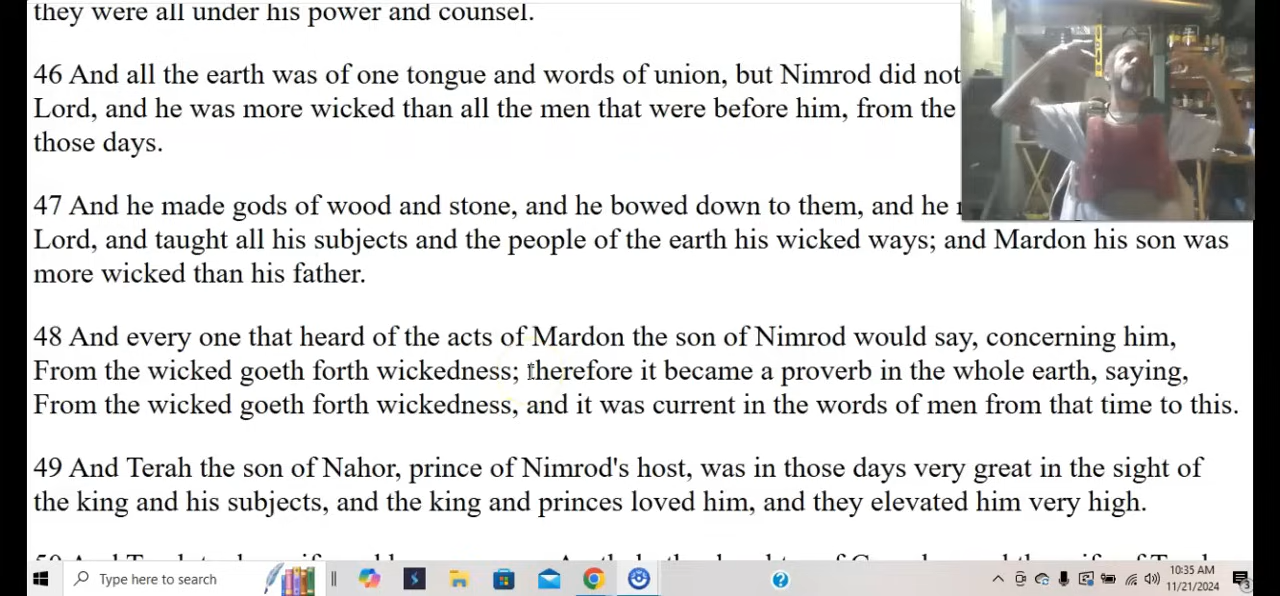 they were all under his power and counsel.
46 And all the earth was of one tongue and words of union, but Nimrod did not
Lord, and he was more wicked than all the men that were before him, from the
those days.
47 And he made gods of wood and stone, and he bowed down to them, and he
Lord, and taught all his subjects and the people of the earth his wicked ways; and Mardon his son was
more wicked than his father.
48 And every one that heard of the acts of Mardon the son of Nimrod would say, concerning him,
From the wicked goeth forth wickedness; therefore it became a proverb in the whole earth, saying,
From the wicked goeth forth wickedness, and it was current in the words of men from that time to this.
49 And Terah the son of Nahor, prince of Nimrod's host, was in those days very great in the sight of
the king and his subjects, and the king and princes loved him, and they elevated him very high.
Type here to search
10:35 AM
11/21/2024